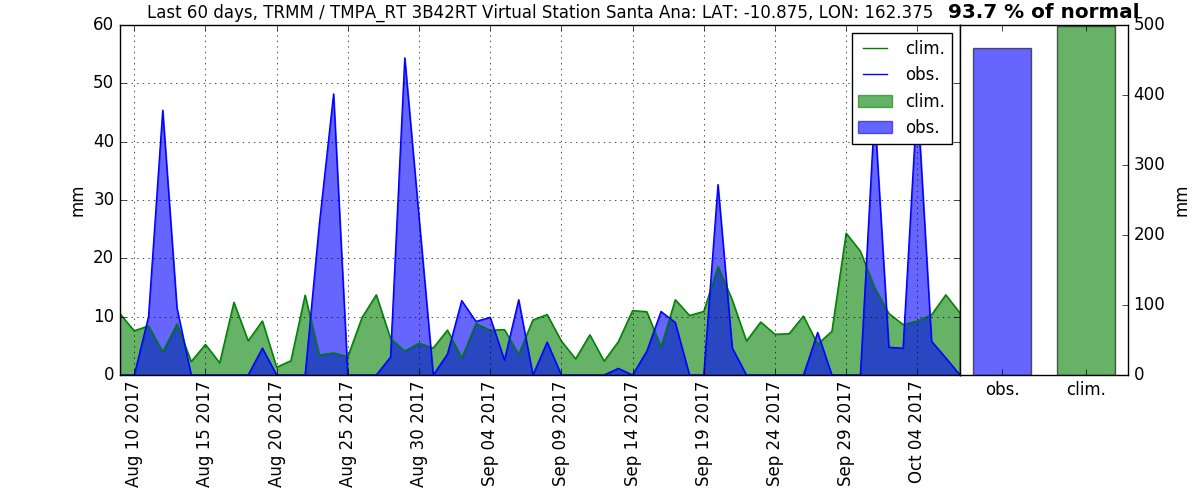 Last 60 days, TRMM / TMPA_RT 3B42RT Virtual Station Santa Ana: LAT: -10.875, LON: 162.375 93.7 % of normal
60
50
40
30
20
10
0
mm
clim.
obs.
clim.
obs.
500
400
300
200
100
0
mm
obs. clim.
Aug 10 2017
Aug 15 2017
Aug 20 2017
Aug 25 2017
Aug 30 2017
Sep 04 2017
Sep 09 2017
Sep 14 2017
Sep 19 2017
Sep 24 2017
Sep 29 2017
Oct 04 2017